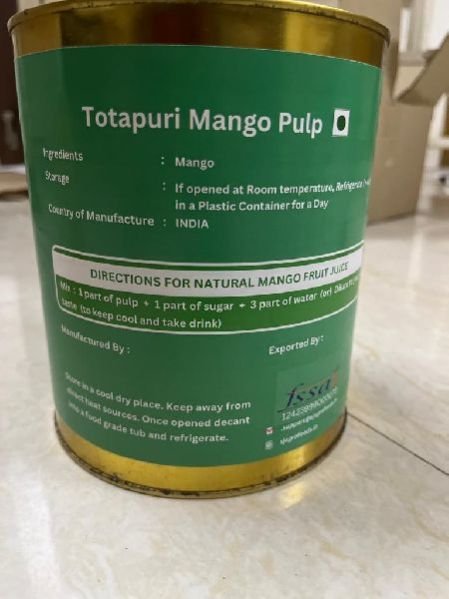 Totapuri Mango Pulp
Ingredients : Mango
Storage : If opened at Room temperature, Refrigerate
in a Plastic Container for a Day
Country of Manufacture : INDIA
DIRECTIONS FOR NATURAL MANGO FRUIT JUICE
Mix : 1 part of pulp + 1 part of sugar + 3 part of water (or) Dilute
taste (to keep cool and take drink)
Manufactured By :
Exported By :
Store in a cool dry place. Keep away from
direct heat sources. Once opened decant
into a food grade tub and refrigerate.
fssai